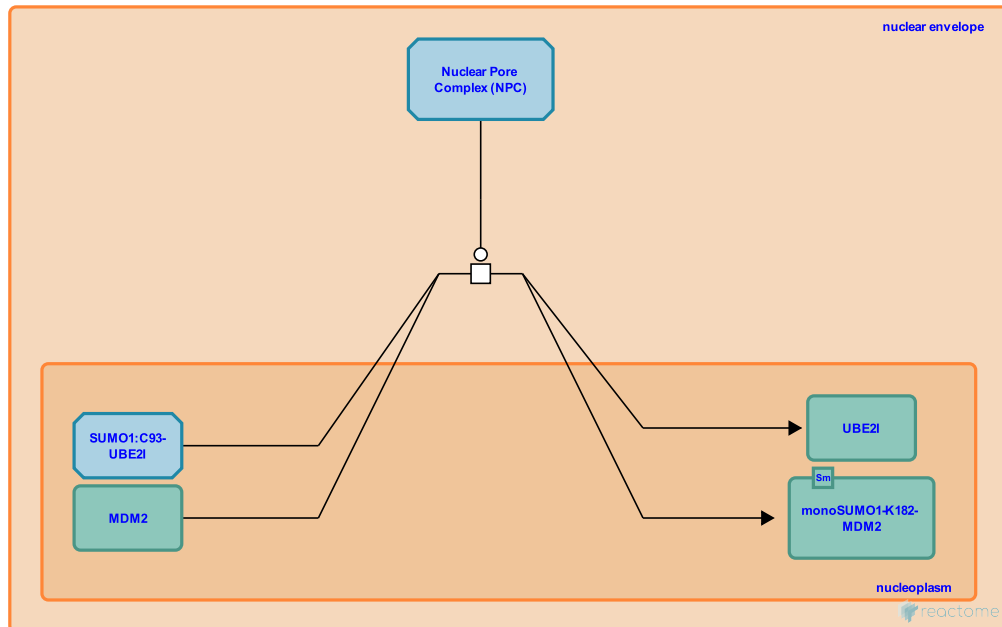 nuclear envelope
Nuclear Pore
Complex (NPC)
SUMO1:C93-
UBE2I
MDM2
UBE2I
Sm
monoSUMO1-K182-
MDM2
nucleoplasm
reactome